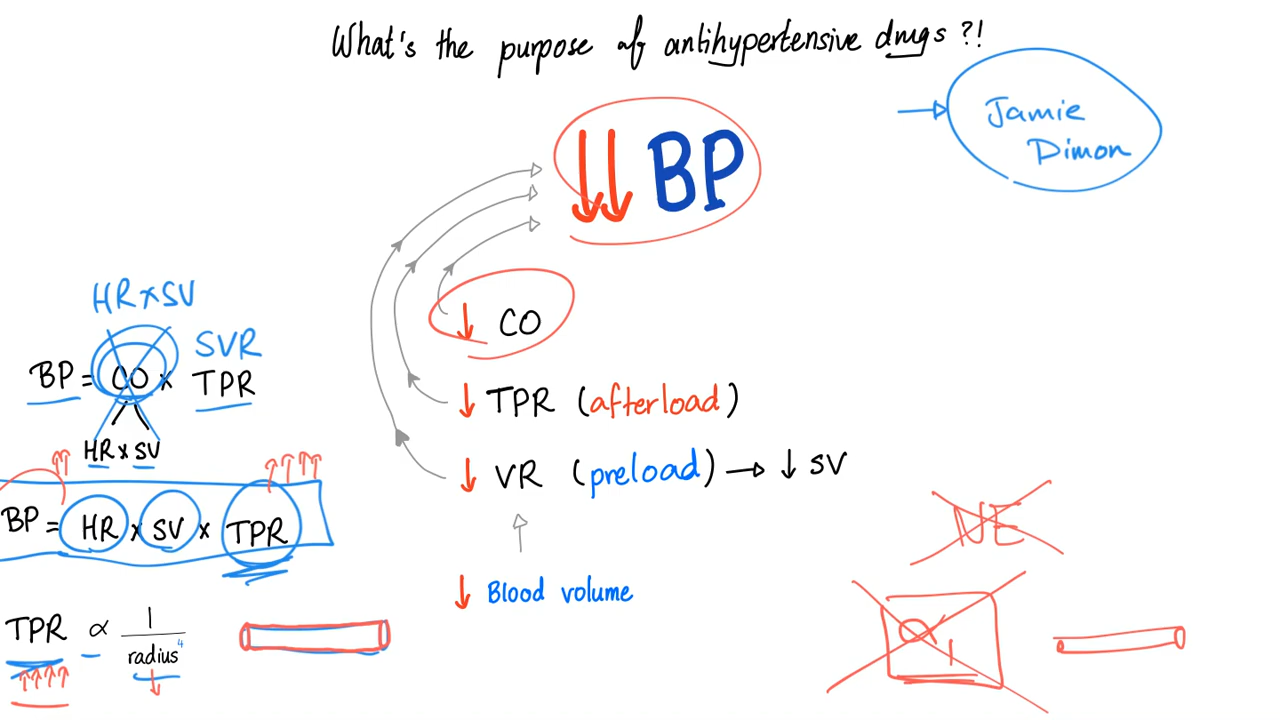 What's the purpose of antihypertensive drugs ?!
Jamie
Dimon
↓↓ BP
HR x SV
SVR
BP = CO x TPR
HR x SV
↓ CO
↓ TPR (afterload)
↓ VR (preload) → ↓ SV
↓ Blood volume
↑↑ ↑↑↑↑
BP = HR x SV x TPR
TPR ∝ 1
radius⁴
↑↑↑↑ ↓
NE
α1